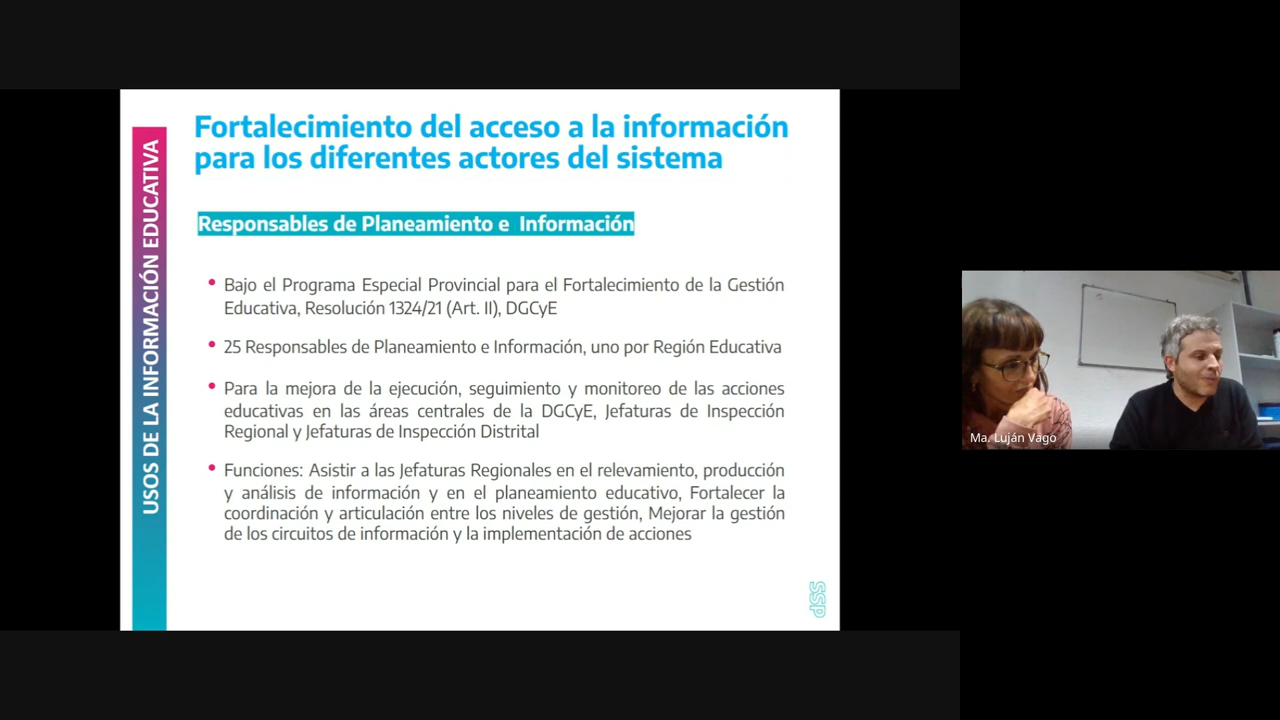 USOS DE LA INFORMACIÓN EDUCATIVA
Fortalecimiento del acceso a la información
para los diferentes actores del sistema
Responsables de Planeamiento e Información
• Bajo el Programa Especial Provincial para el Fortalecimiento de la Gestión
Educativa, Resolución 1324/21 (Art. II), DGCyE
• 25 Responsables de Planeamiento e Información, uno por Región Educativa
• Para la mejora de la ejecución, seguimiento y monitoreo de las acciones
educativas en las áreas centrales de la DGCyE, Jefaturas de Inspección
Regional y Jefaturas de Inspección Distrital
• Funciones: Asistir a las Jefaturas Regionales en el relevamiento, producción
y análisis de información y en el planeamiento educativo, Fortalecer la
coordinación y articulación entre los niveles de gestión, Mejorar la gestión
de los circuitos de información y la implementación de acciones
SSP
Ma. Luján Vago